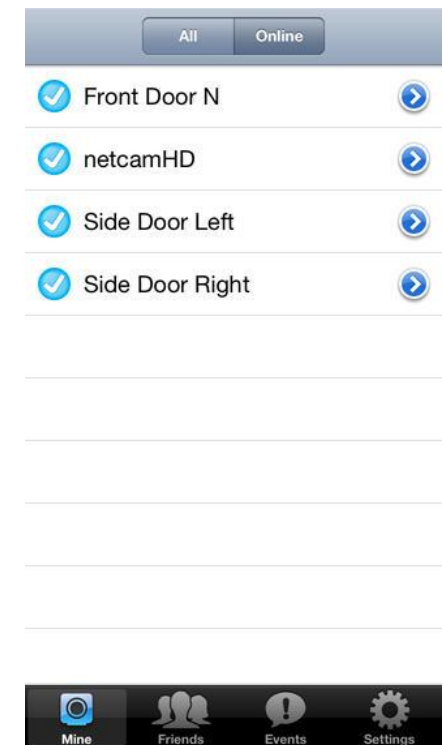 All Online
Front Door N
netcamHD
Side Door Left
Side Door Right
Mine Friends Events Settings